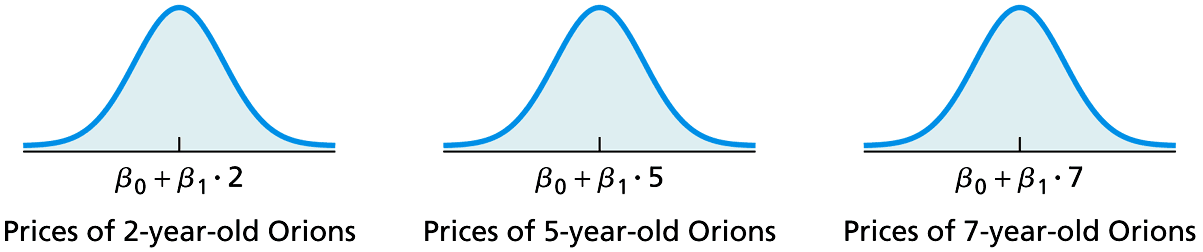 β₀ + β₁ · 2
Prices of 2-year-old Orions
β₀ + β₁ · 5
Prices of 5-year-old Orions
β₀ + β₁ · 7
Prices of 7-year-old Orions